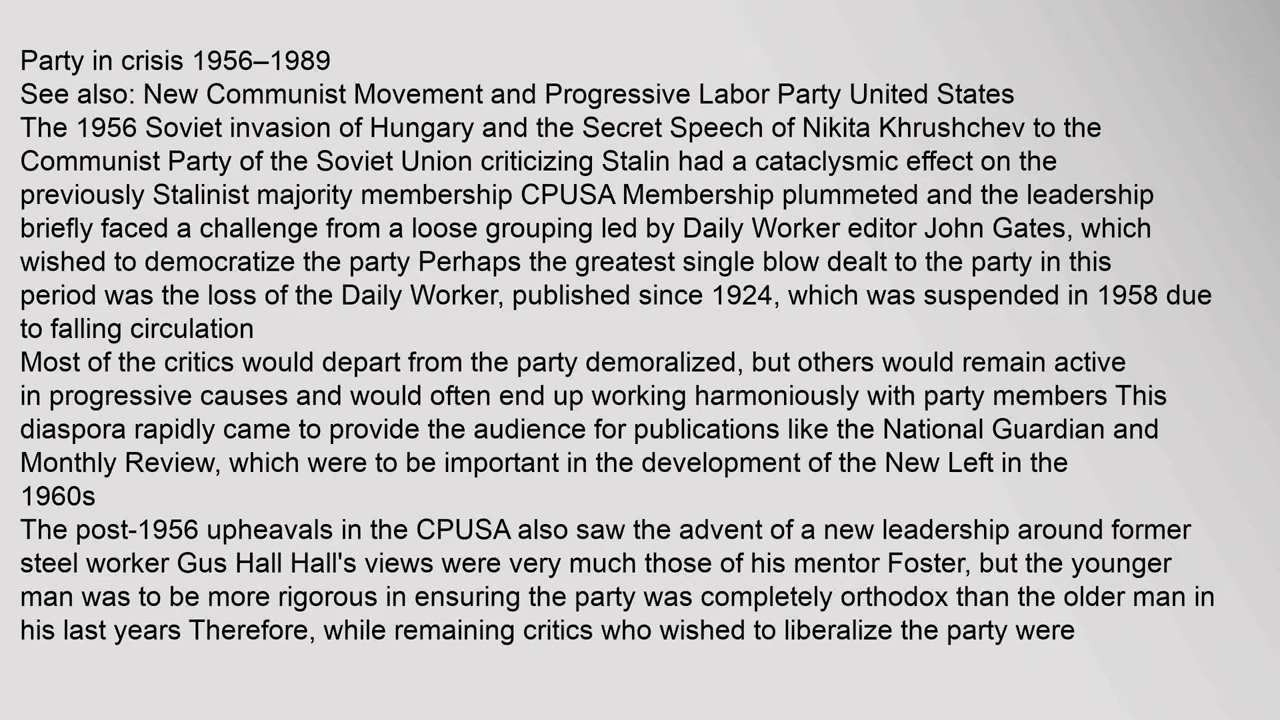 Party in crisis 1956–1989
See also: New Communist Movement and Progressive Labor Party United States
The 1956 Soviet invasion of Hungary and the Secret Speech of Nikita Khrushchev to the
Communist Party of the Soviet Union criticizing Stalin had a cataclysmic effect on the
previously Stalinist majority membership CPUSA Membership plummeted and the leadership
briefly faced a challenge from a loose grouping led by Daily Worker editor John Gates, which
wished to democratize the party Perhaps the greatest single blow dealt to the party in this
period was the loss of the Daily Worker, published since 1924, which was suspended in 1958 due
to falling circulation
Most of the critics would depart from the party demoralized, but others would remain active
in progressive causes and would often end up working harmoniously with party members This
diaspora rapidly came to provide the audience for publications like the National Guardian and
Monthly Review, which were to be important in the development of the New Left in the
1960s
The post-1956 upheavals in the CPUSA also saw the advent of a new leadership around former
steel worker Gus Hall Hall's views were very much those of his mentor Foster, but the younger
man was to be more rigorous in ensuring the party was completely orthodox than the older man in
his last years Therefore, while remaining critics who wished to liberalize the party were